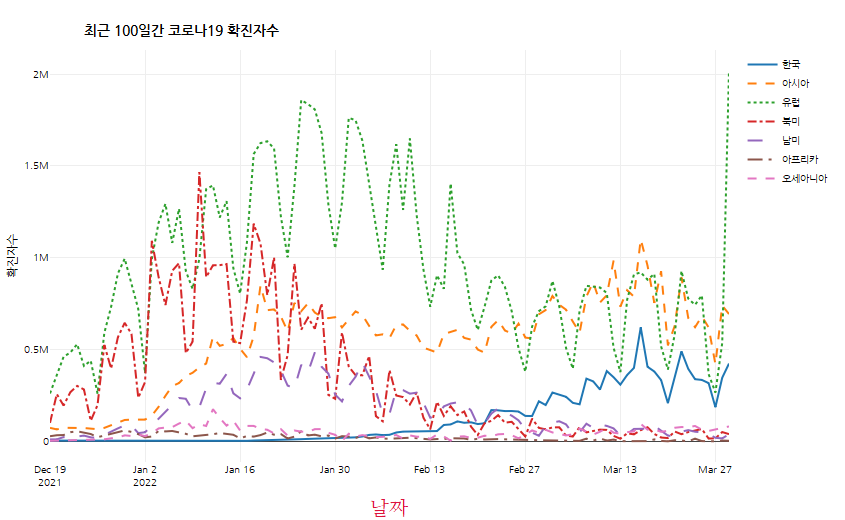 최근 100일간 코로나19 확진자수
2M
1.5M
1M
0.5M
0
확진자수
Dec 19
2021
Jan 2
2022
Jan 16
Jan 30
Feb 13
Feb 27
Mar 13
Mar 27
날짜
한국
아시아
유럽
북미
남미
아프리카
오세아니아